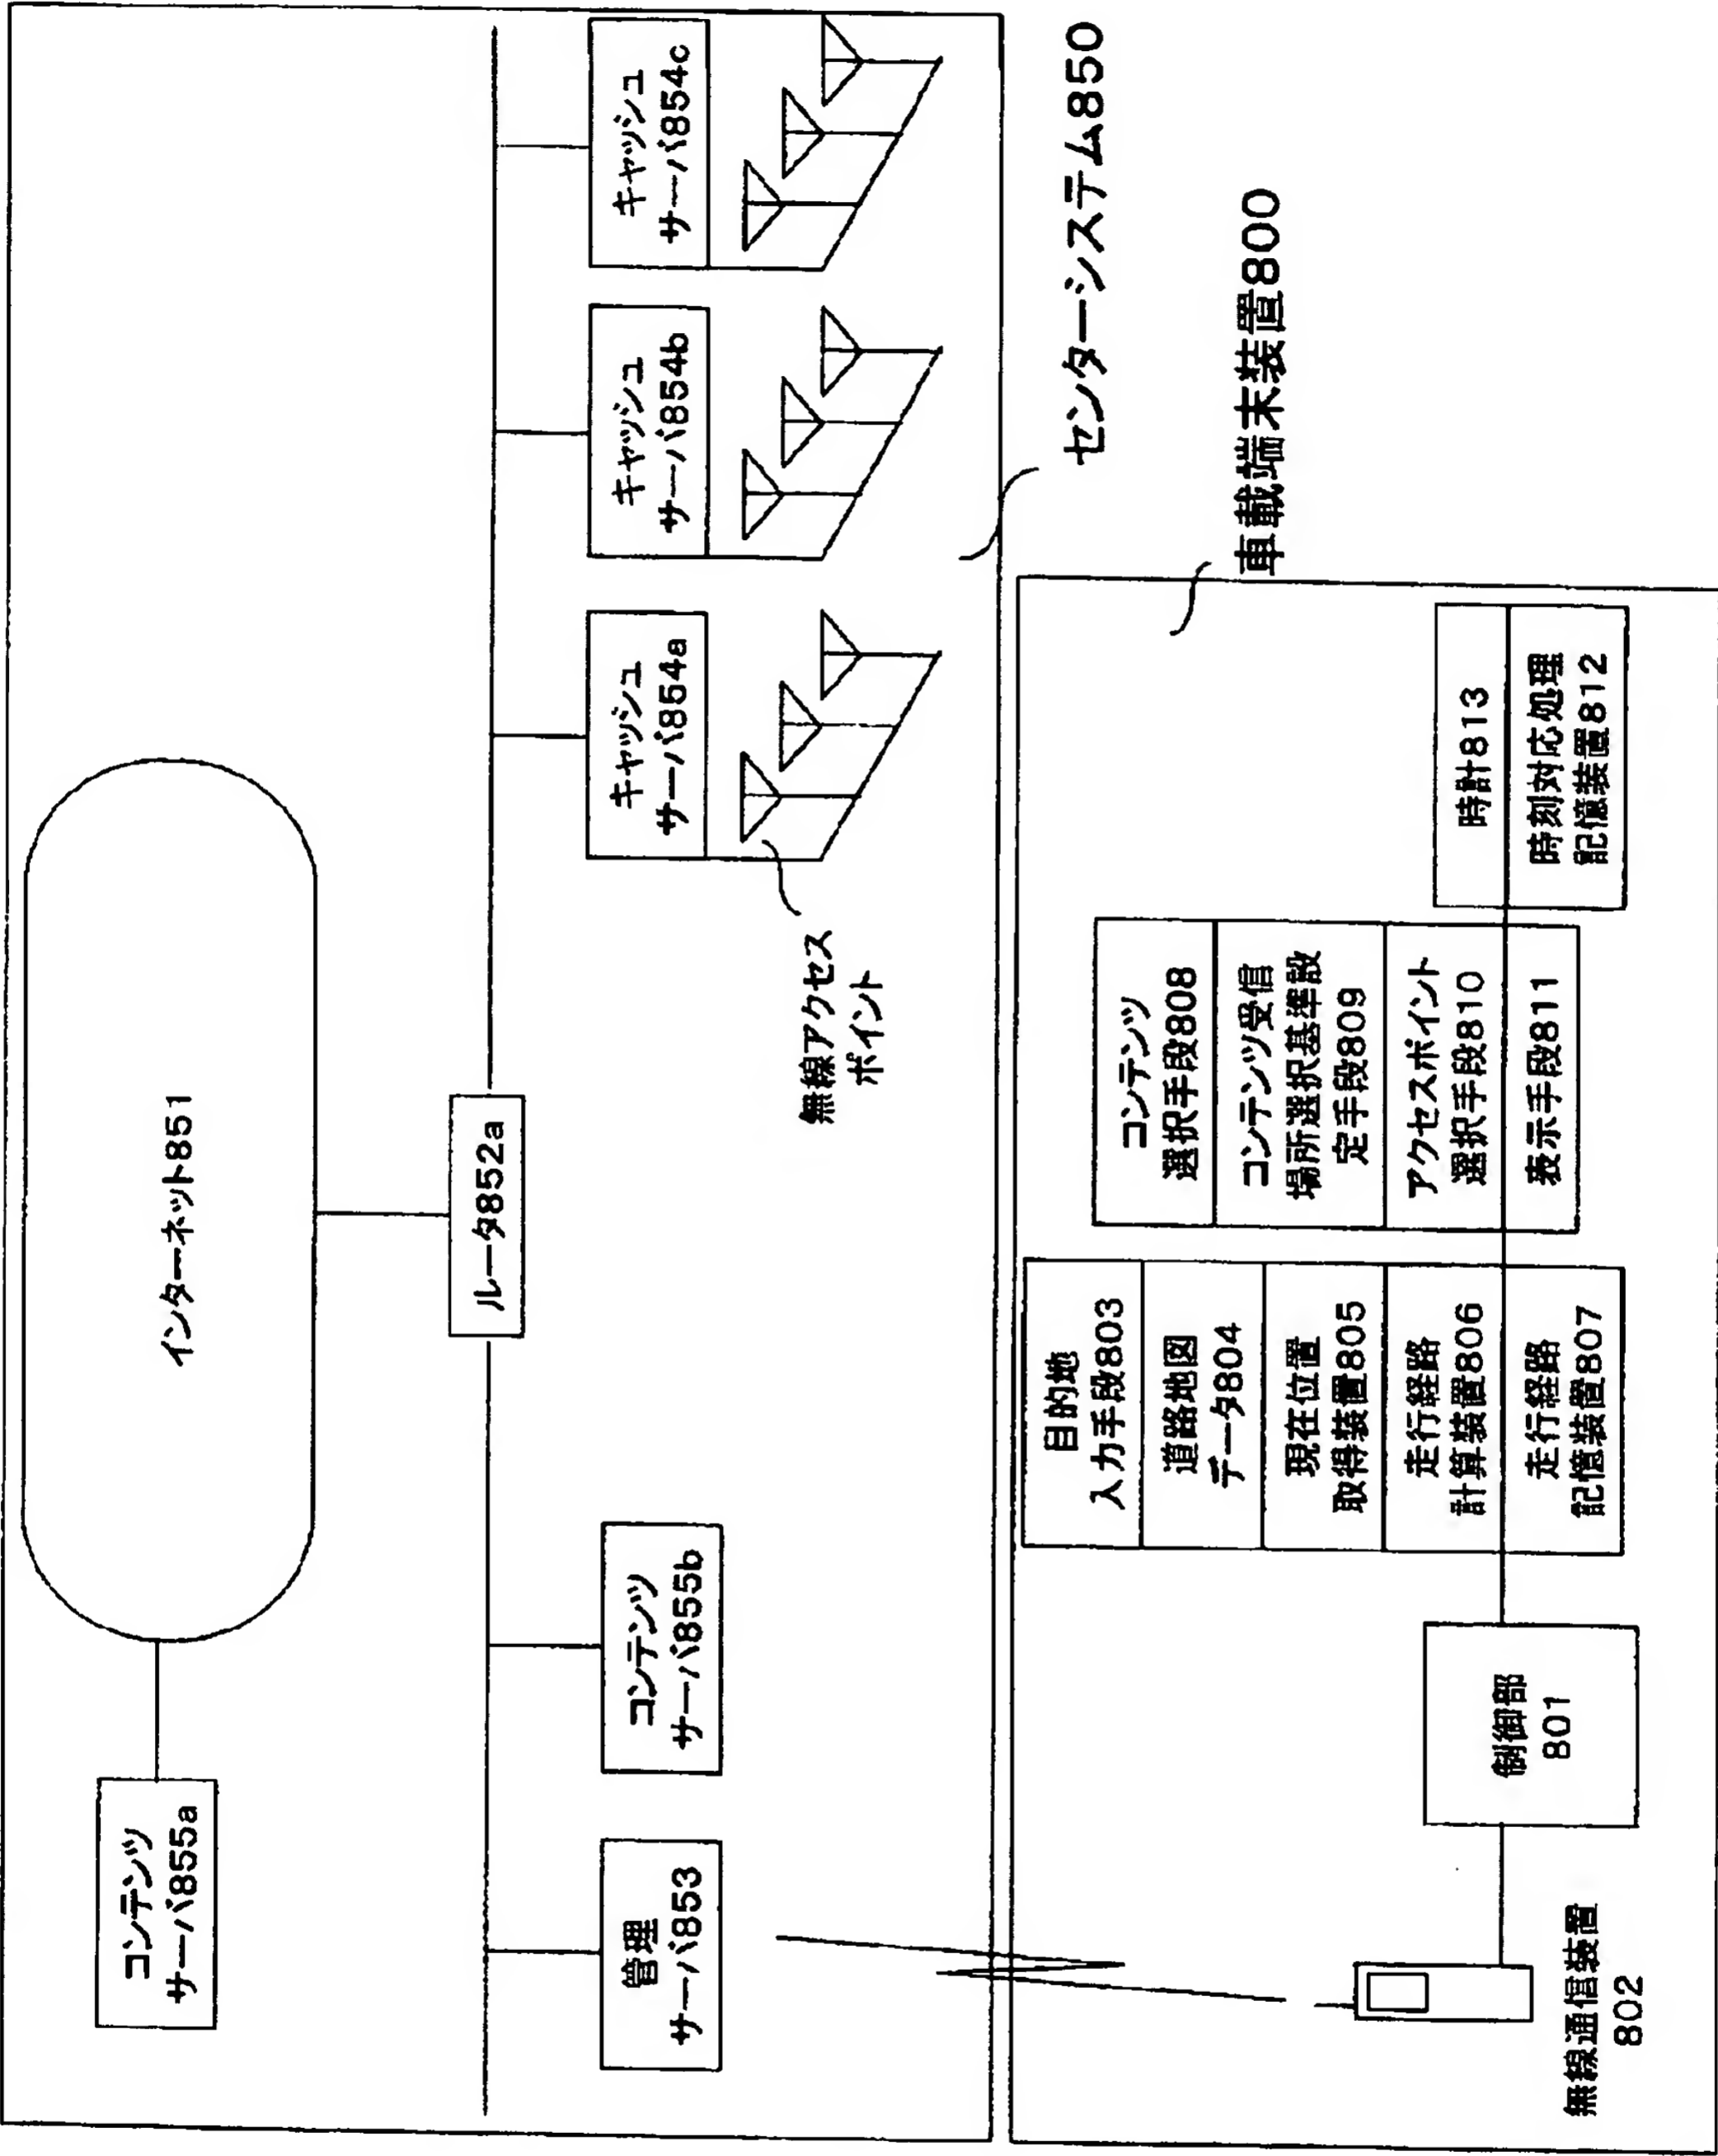 コンテンツ
サーバ855a
インターネット851
ルータ852a
管理
サーバ853
コンテンツ
サーバ855b
キャッシュ
サーバ854a
キャッシュ
サーバ854b
キャッシュ
サーバ854c
無線アクセス
ポイント
センターシステム850
車載端末装置800
無線通信装置
802
制御部
801
目的地
入力手段803
道路地図
データ804
現在位置
取得装置805
走行経路
計算装置806
走行経路
記憶装置807
コンテンツ
選択手段808
コンテンツ受信
場所選択基準設
定手段809
アクセスポイント
選択手段810
表示手段811
時計813
時刻対応処理
記憶装置812